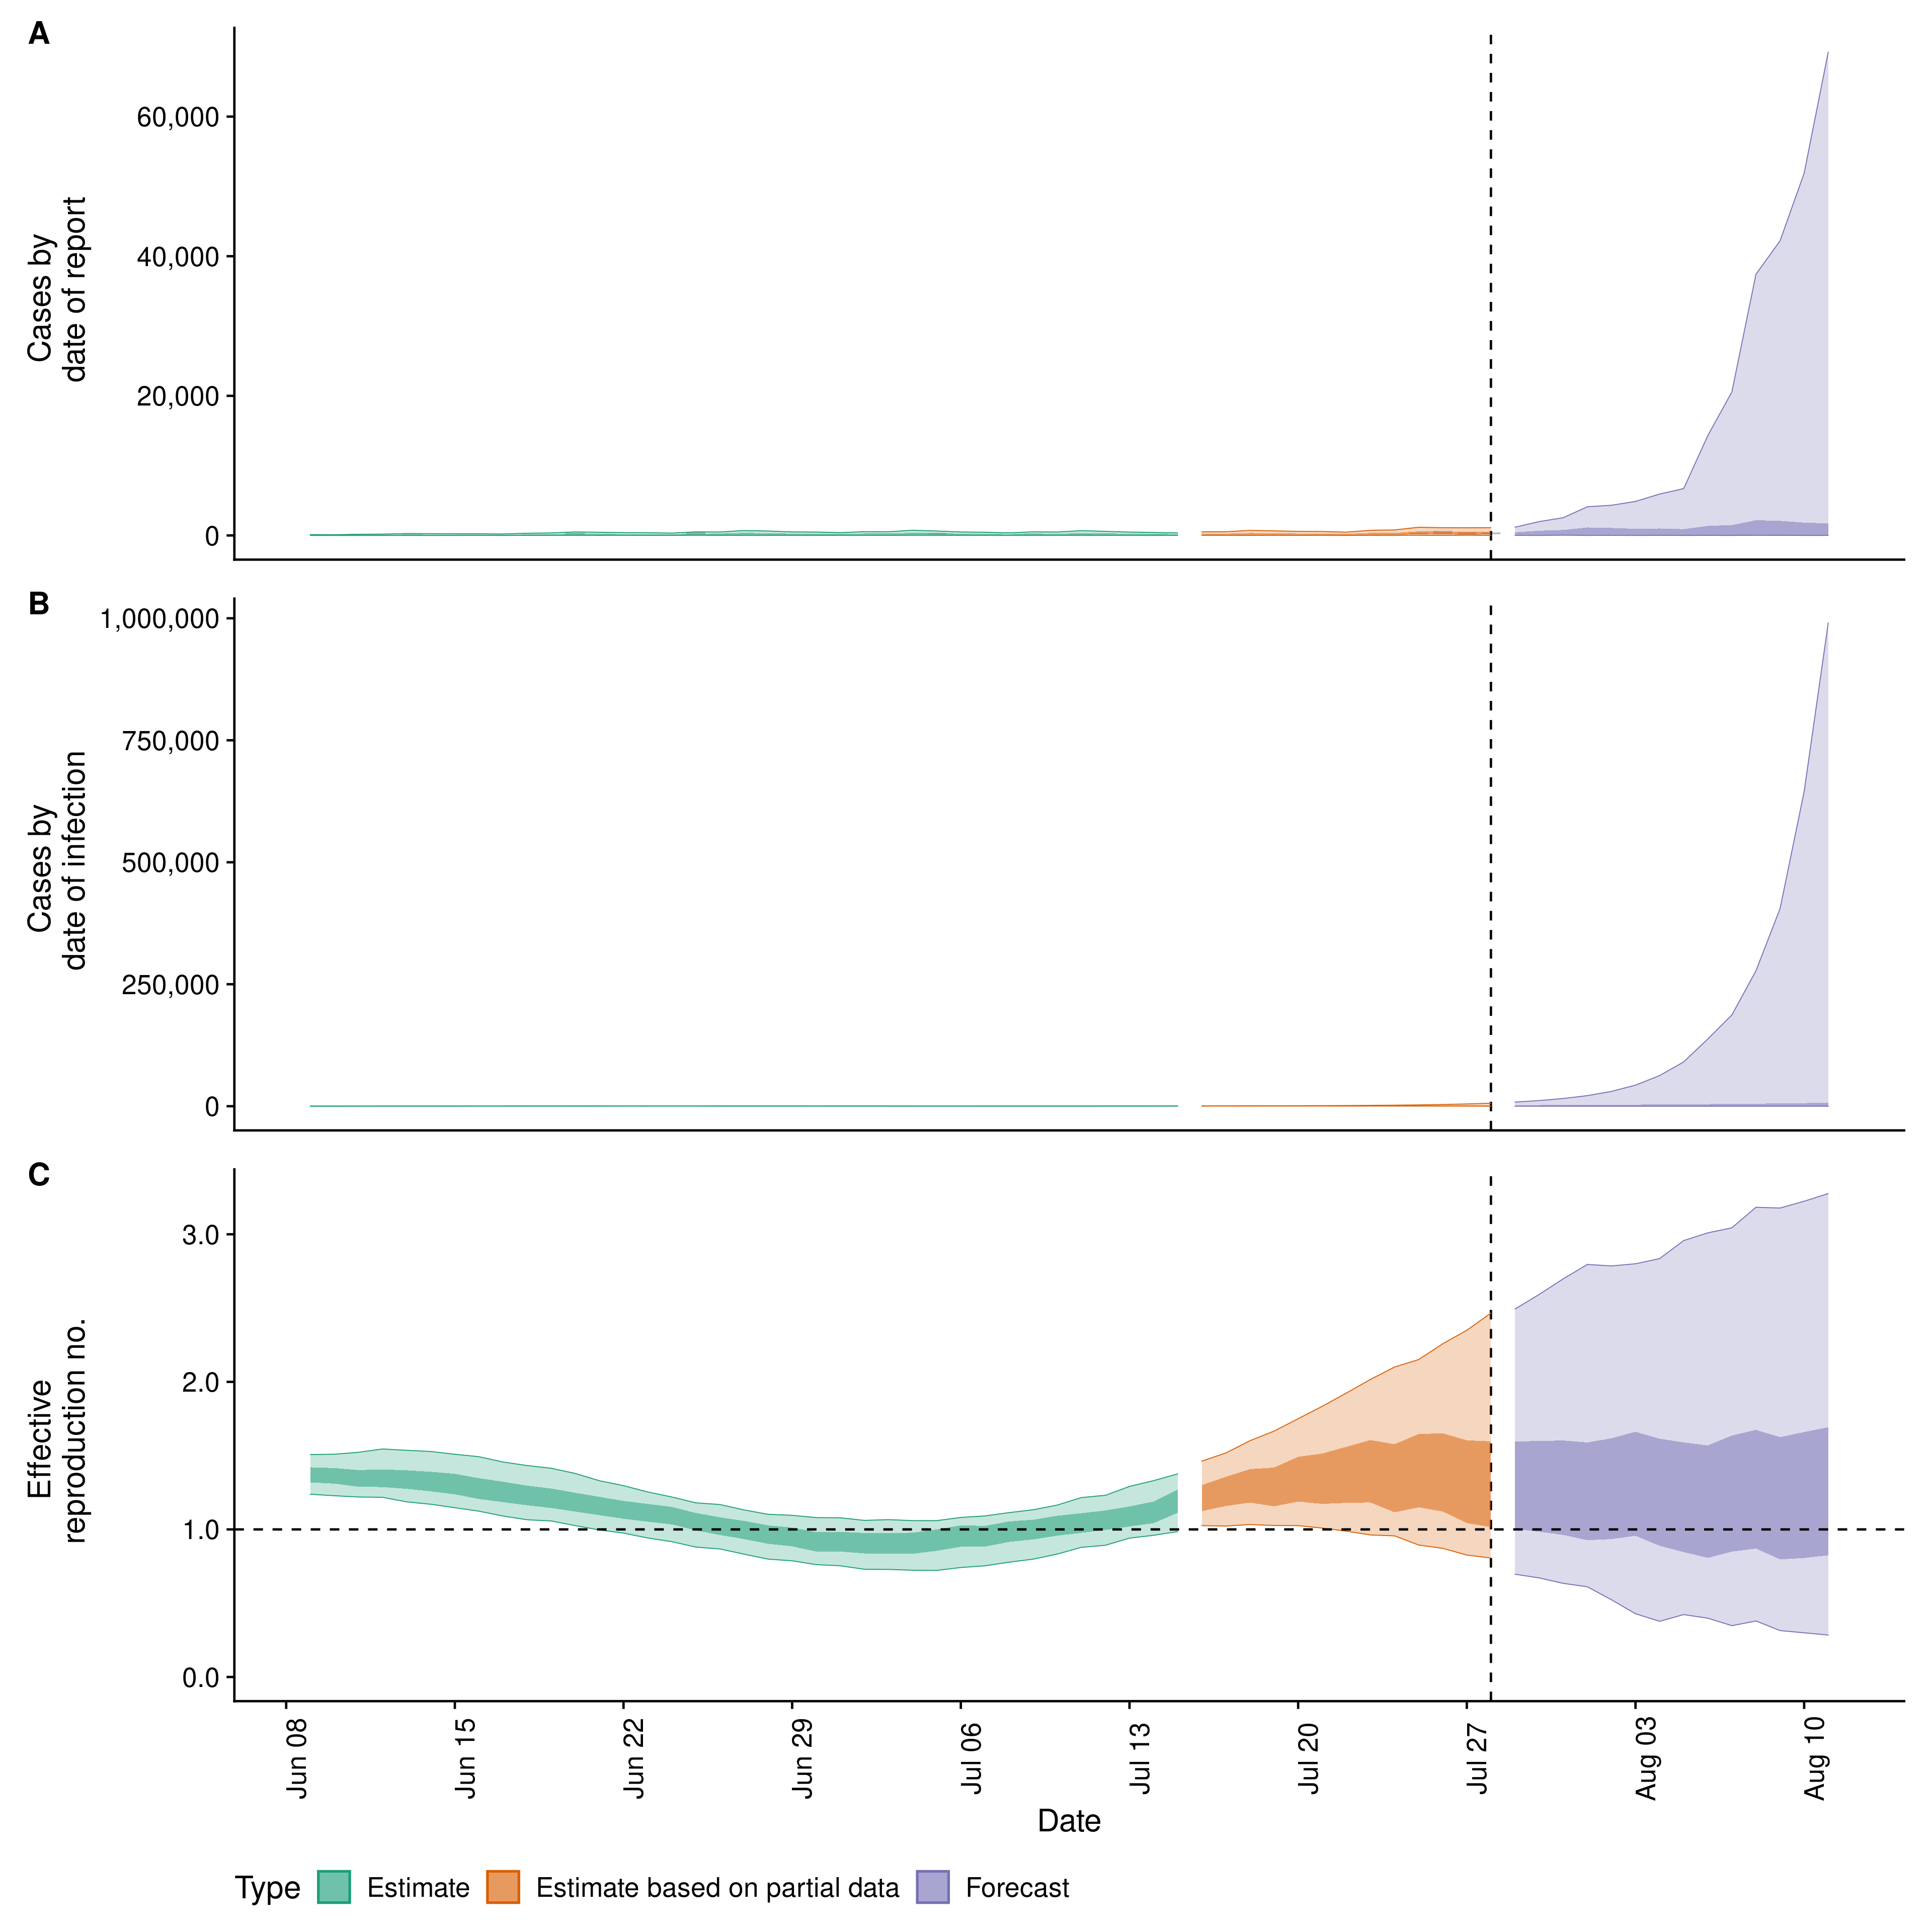 A
Cases by
date of report
60,000
40,000
20,000
0
B
Cases by
date of infection
1,000,000
750,000
500,000
250,000
0
C
Effective
reproduction no.
3.0
2.0
1.0
0.0
Jun 08
Jun 15
Jun 22
Jun 29
Jul 06
Jul 13
Jul 20
Jul 27
Aug 03
Aug 10
Date
Type Estimate Estimate based on partial data Forecast